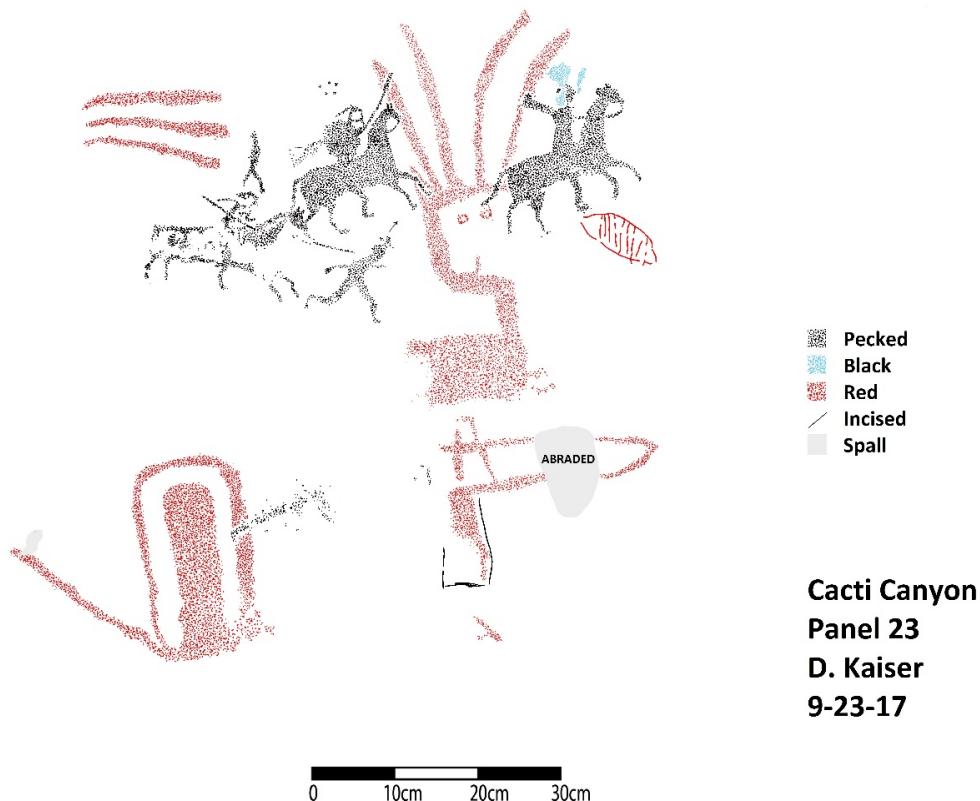 Pecked
Black
Red
Incised
Spall
ABRADED
Cacti Canyon
Panel 23
D. Kaiser
9-23-17
0 10cm 20cm 30cm